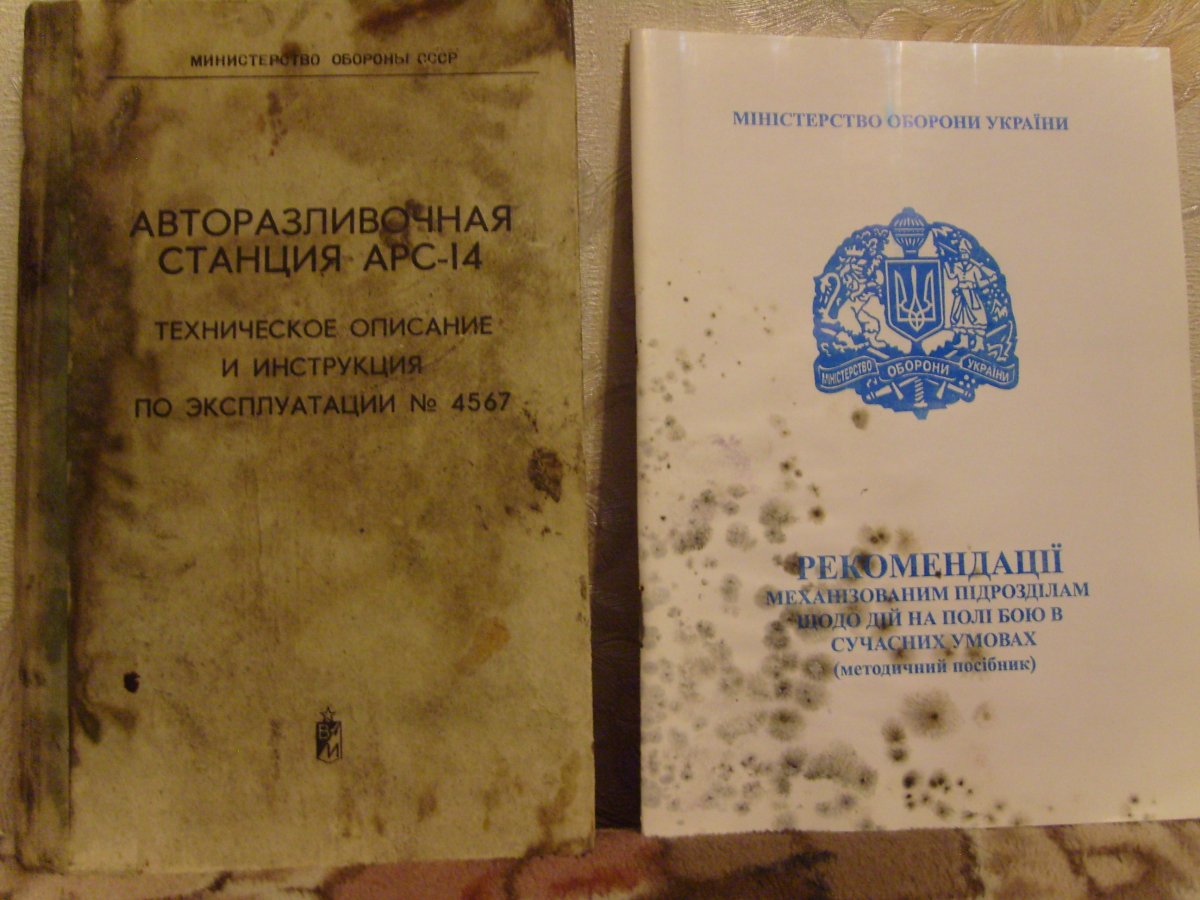 МИНИСТЕРСТВО ОБОРОНЫ СССР
АВТОРАЗЛИВОЧНАЯ
СТАНЦИЯ АРС-14
ТЕХНИЧЕСКОЕ ОПИСАНИЕ
И ИНСТРУКЦИЯ
ПО ЭКСПЛУАТАЦИИ № 4567
В
И
МІНІСТЕРСТВО ОБОРОНИ УКРАЇНИ
МІНІСТЕРСТВО ОБОРОНИ УКРАЇНИ
РЕКОМЕНДАЦІЇ
МЕХАНІЗОВАНИМ ПІДРОЗДІЛАМ
ЩОДО ДІЙ НА ПОЛІ БОЮ В
СУЧАСНИХ УМОВАХ
(методичний посібник)